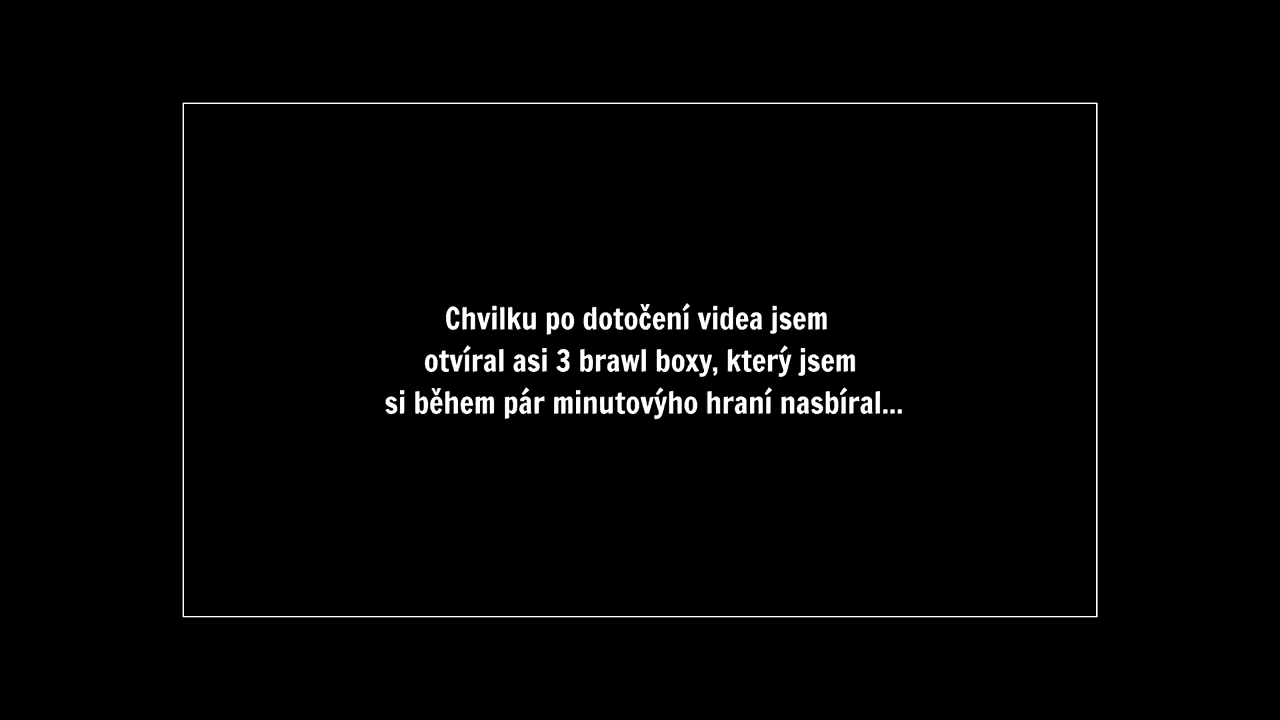 Chvilku po dotočení videa jsem
otvíral asi 3 brawl boxy, který jsem
si během pár minutovýho hraní nasbíral...